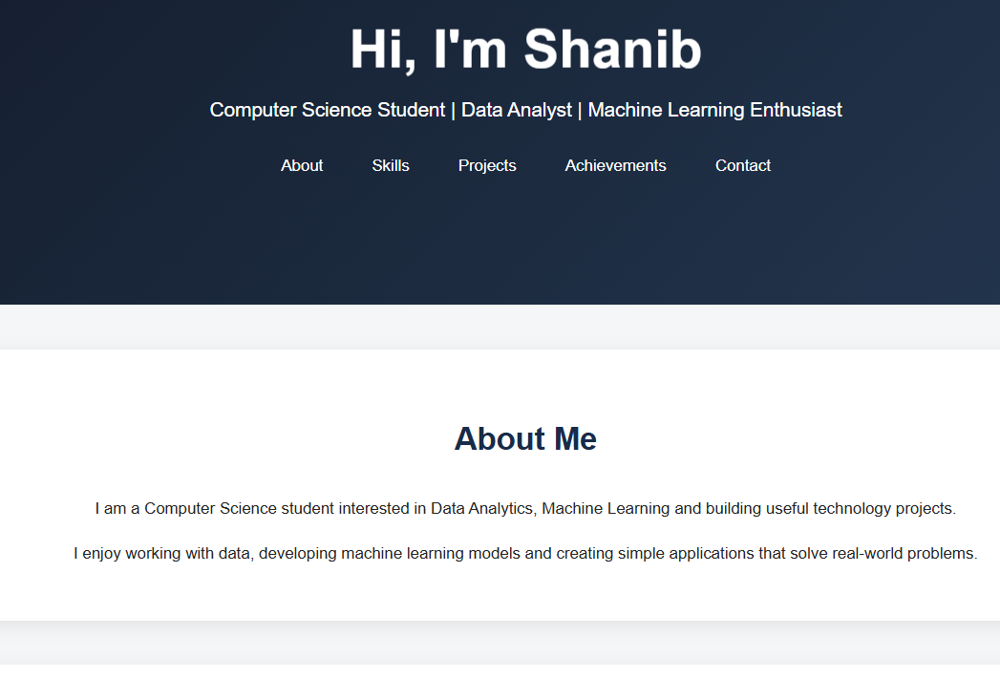 Hi, I'm Shanib
Computer Science Student | Data Analyst | Machine Learning Enthusiast
About Skills Projects Achievements Contact
About Me
I am a Computer Science student interested in Data Analytics, Machine Learning and building useful technology projects.
I enjoy working with data, developing machine learning models and creating simple applications that solve real-world problems.